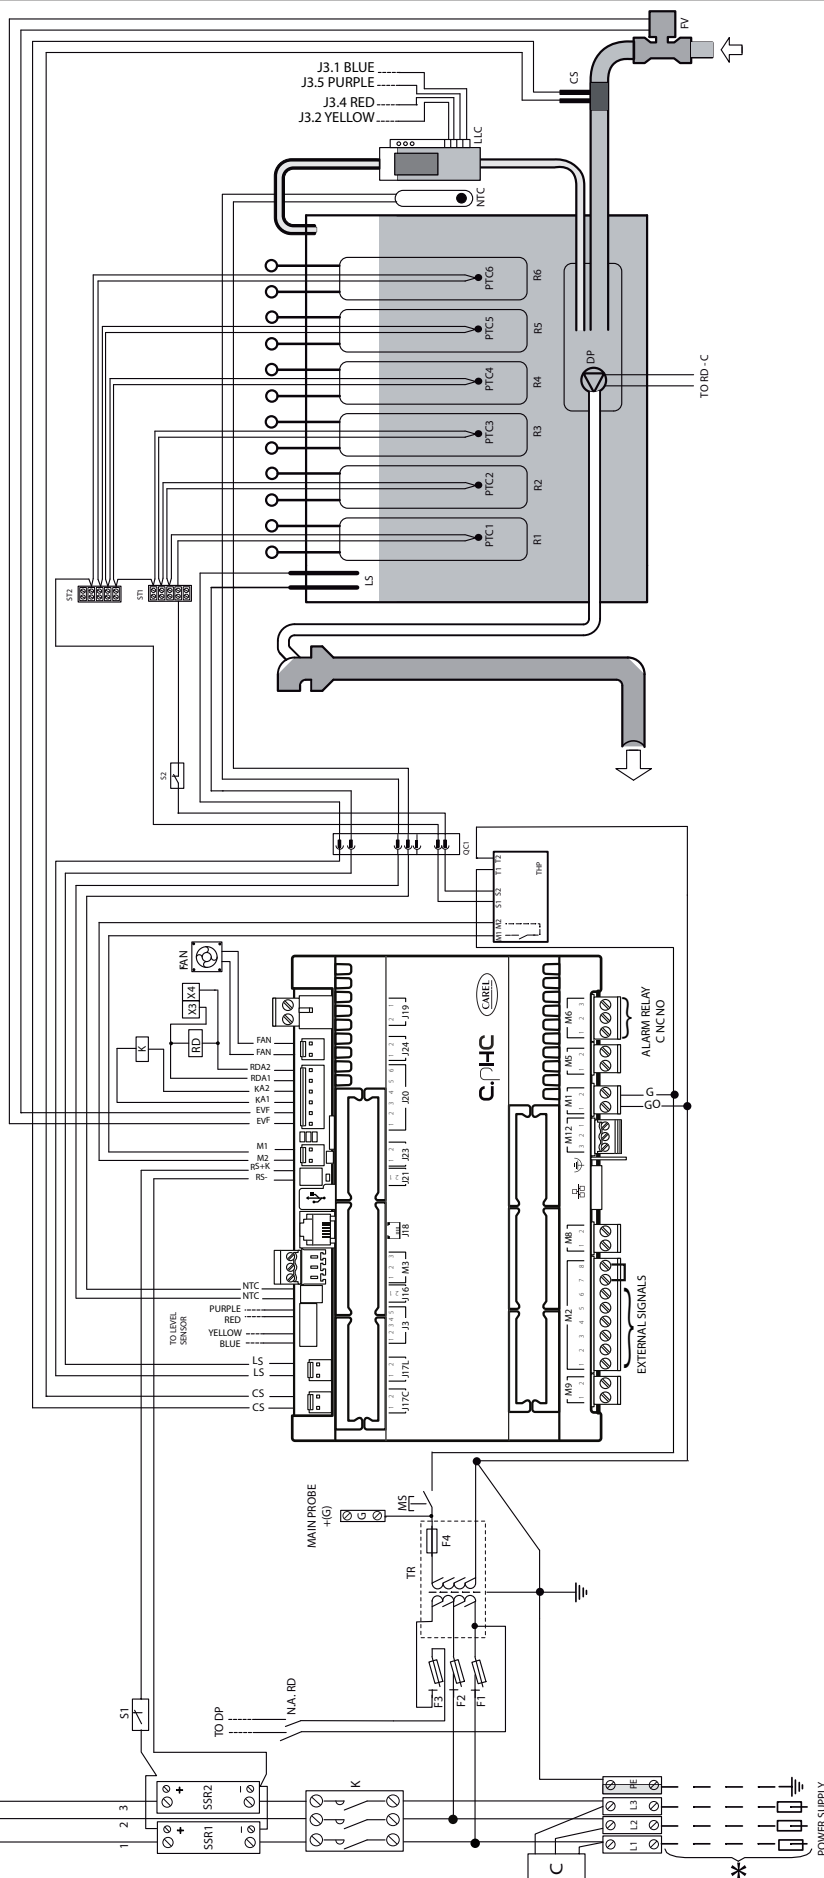 FV
CS
J3.1 BLUE
J3.5 PURPLE
J3.4 RED
J3.2 YELLOW
LLC
NTC
PTC6
R6
PTC5
R5
DP
PTC4
R4
TO RD - C
PTC3
R3
PTC2
R2
PTC1
R1
LS
ST2
ST1
S2
QC1
T2
T1
THP
S2
S1
M2
M1
FAN
X4
X3
K
RD
FAN
FAN
RDA2
RDA1
KA2
KA1
EVF
EVF
M1
M2
RS+K
RS-
NTC
NTC
PURPLE
RED
YELLOW
BLUE
TO LEVEL
SENSOR
LS
LS
CS
CS
J19
J24
J20
J23
J21
J18
M3
J16
J3
J17L
J17C
CAREL
c.pHC
M6
M5
M1
M12
M8
M2
M9
ALARM RELAY
C NC NO
G
GO
EXTERNAL SIGNALS
MAIN PROBE
+(G)
G
MS
F4
TR
F3
F2
F1
N.A. RD
TO DP
S1
SSR2
+
-
SSR1
+
-
3
2
1
K
PE
L3
L2
L1
C
*
POWER SUPPLY